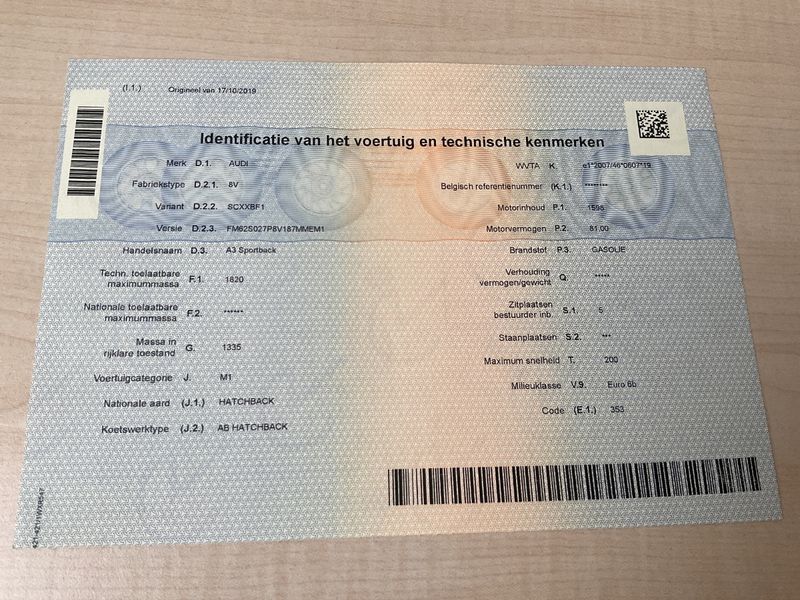 (I.1.) Origineel van 17/10/2019
Identificatie van het voertuig en technische kenmerken
Merk D.1. AUDI
Fabriekstype D.2.1. 8V
Variant D.2.2. SCXXBF1
Versie D.2.3. FM62S027P8V187MMEM1
Handelsnaam D.3. A3 Sportback
Techn. toelaatbare
maximummassa F.1. 1820
Nationale toelaatbare
maximummassa F.2. ******
Massa in
rijklare toestand G. 1335
Voertuigcategorie J. M1
Nationale aard (J.1.) HATCHBACK
Koetswerktype (J.2.) AB HATCHBACK
WVTA K. e1*2007/46*0607*19
Belgisch referentienummer (K.1.) ********
Motorinhoud P.1. 1598
Motorvermogen P.2. 81.00
Brandstof P.3. GASOLIE
Verhouding
vermogen/gewicht Q. *****
Zitplaatsen
bestuurder inb. S.1. 5
Staanplaatsen S.2. ***
Maximum snelheid T. 200
Milieuklasse V.9. Euro 6b
Code (E.1.) 353